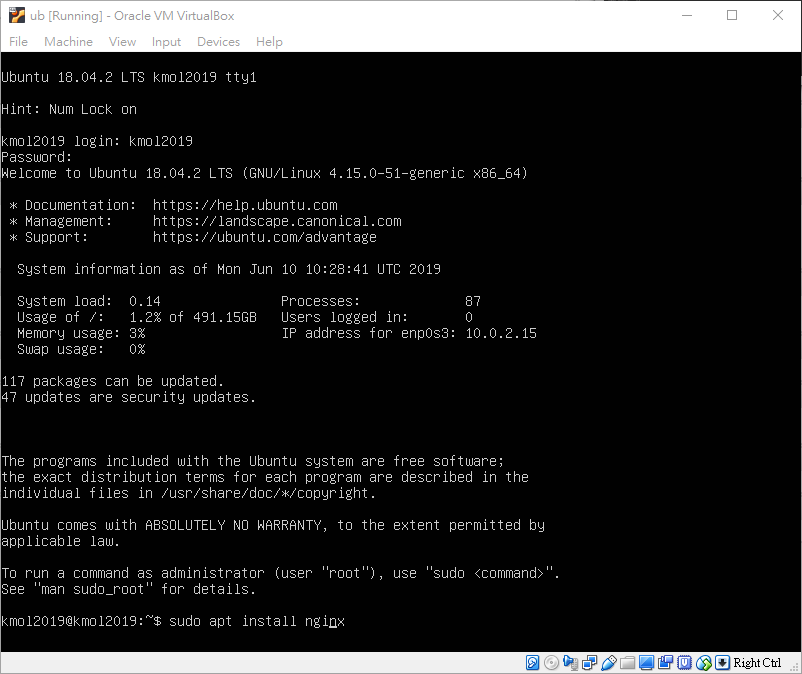 ub [Running] - Oracle VM VirtualBox
File Machine View Input Devices Help
Ubuntu 18.04.2 LTS kmol2019 tty1
Hint: Num Lock on
kmol2019 login: kmol2019
Password:
Welcome to Ubuntu 18.04.2 LTS (GNU/Linux 4.15.0-51-generic x86_64)
* Documentation: https://help.ubuntu.com
* Management: https://landscape.canonical.com
* Support: https://ubuntu.com/advantage
System information as of Mon Jun 10 10:28:41 UTC 2019
System load: 0.14 Processes: 87
Usage of /: 1.2% of 491.15GB Users logged in: 0
Memory usage: 3% IP address for enp0s3: 10.0.2.15
Swap usage: 0%
117 packages can be updated.
47 updates are security updates.
The programs included with the Ubuntu system are free software;
the exact distribution terms for each program are described in the
individual files in /usr/share/doc/*/copyright.
Ubuntu comes with ABSOLUTELY NO WARRANTY, to the extent permitted by
applicable law.
To run a command as administrator (user "root"), use "sudo <command>".
See "man sudo_root" for details.
kmol2019@kmol2019:~$ sudo apt install nginx
Right Ctrl